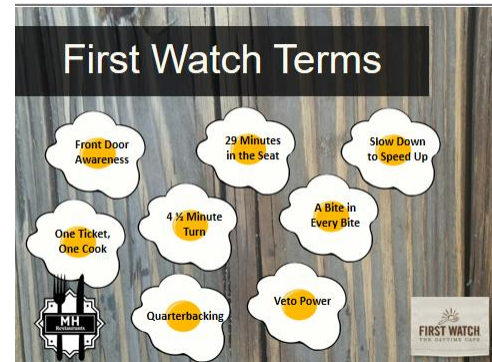 First Watch Terms
Front Door
Awareness
29 Minutes
in the Seat
Slow Down
to Speed Up
One Ticket,
One Cook
4 ½ Minute
Turn
A Bite in
Every Bite
Quarterbacking
Veto Power
MH
Restaurants
FIRST WATCH
THE DAYTIME CAFE